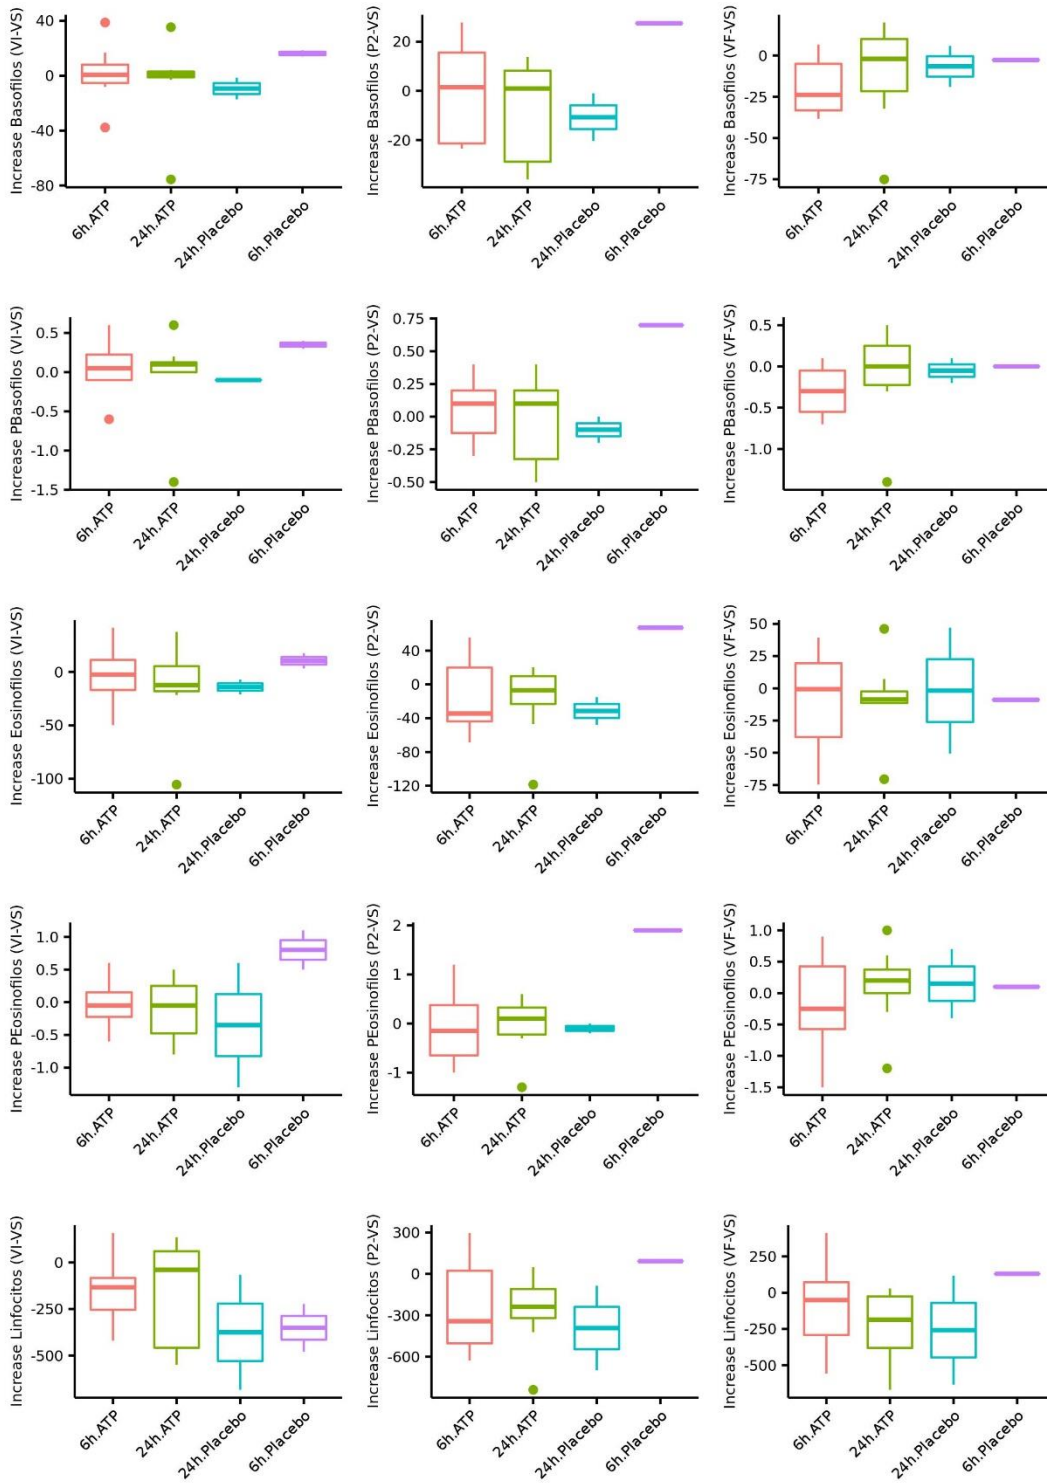 Increase Basofilos (VI-VS)
40
0
-40
-80
6h.ATP
24h.ATP
24h.Placebo
6h.Placebo
Increase Basofilos (P2-VS)
20
0
-20
6h.ATP
24h.ATP
24h.Placebo
6h.Placebo
Increase Basofilos (VF-VS)
0
-25
-50
-75
6h.ATP
24h.ATP
24h.Placebo
6h.Placebo
Increase PBasofilos (VI-VS)
0.5
0.0
-0.5
-1.0
-1.5
6h.ATP
24h.ATP
24h.Placebo
6h.Placebo
Increase PBasofilos (P2-VS)
0.75
0.50
0.25
0.00
-0.25
-0.50
6h.ATP
24h.ATP
24h.Placebo
6h.Placebo
Increase PBasofilos (VF-VS)
0.5
0.0
-0.5
-1.0
6h.ATP
24h.ATP
24h.Placebo
6h.Placebo
Increase Eosinofilos (VI-VS)
0
-50
-100
6h.ATP
24h.ATP
24h.Placebo
6h.Placebo
Increase Eosinofilos (P2-VS)
40
0
-40
-80
-120
6h.ATP
24h.ATP
24h.Placebo
6h.Placebo
Increase Eosinofilos (VF-VS)
50
25
0
-25
-50
-75
6h.ATP
24h.ATP
24h.Placebo
6h.Placebo
Increase PEosinofilos (VI-VS)
1.0
0.5
0.0
-0.5
-1.0
6h.ATP
24h.ATP
24h.Placebo
6h.Placebo
Increase PEosinofilos (P2-VS)
2
1
0
-1
6h.ATP
24h.ATP
24h.Placebo
6h.Placebo
Increase PEosinofilos (VF-VS)
1.0
0.5
0.0
-0.5
-1.0
-1.5
6h.ATP
24h.ATP
24h.Placebo
6h.Placebo
Increase Linfocitos (VI-VS)
0
-250
-500
6h.ATP
24h.ATP
24h.Placebo
6h.Placebo
Increase Linfocitos (P2-VS)
300
0
-300
-600
6h.ATP
24h.ATP
24h.Placebo
6h.Placebo
Increase Linfocitos (VF-VS)
250
0
-250
-500
6h.ATP
24h.ATP
24h.Placebo
6h.Placebo